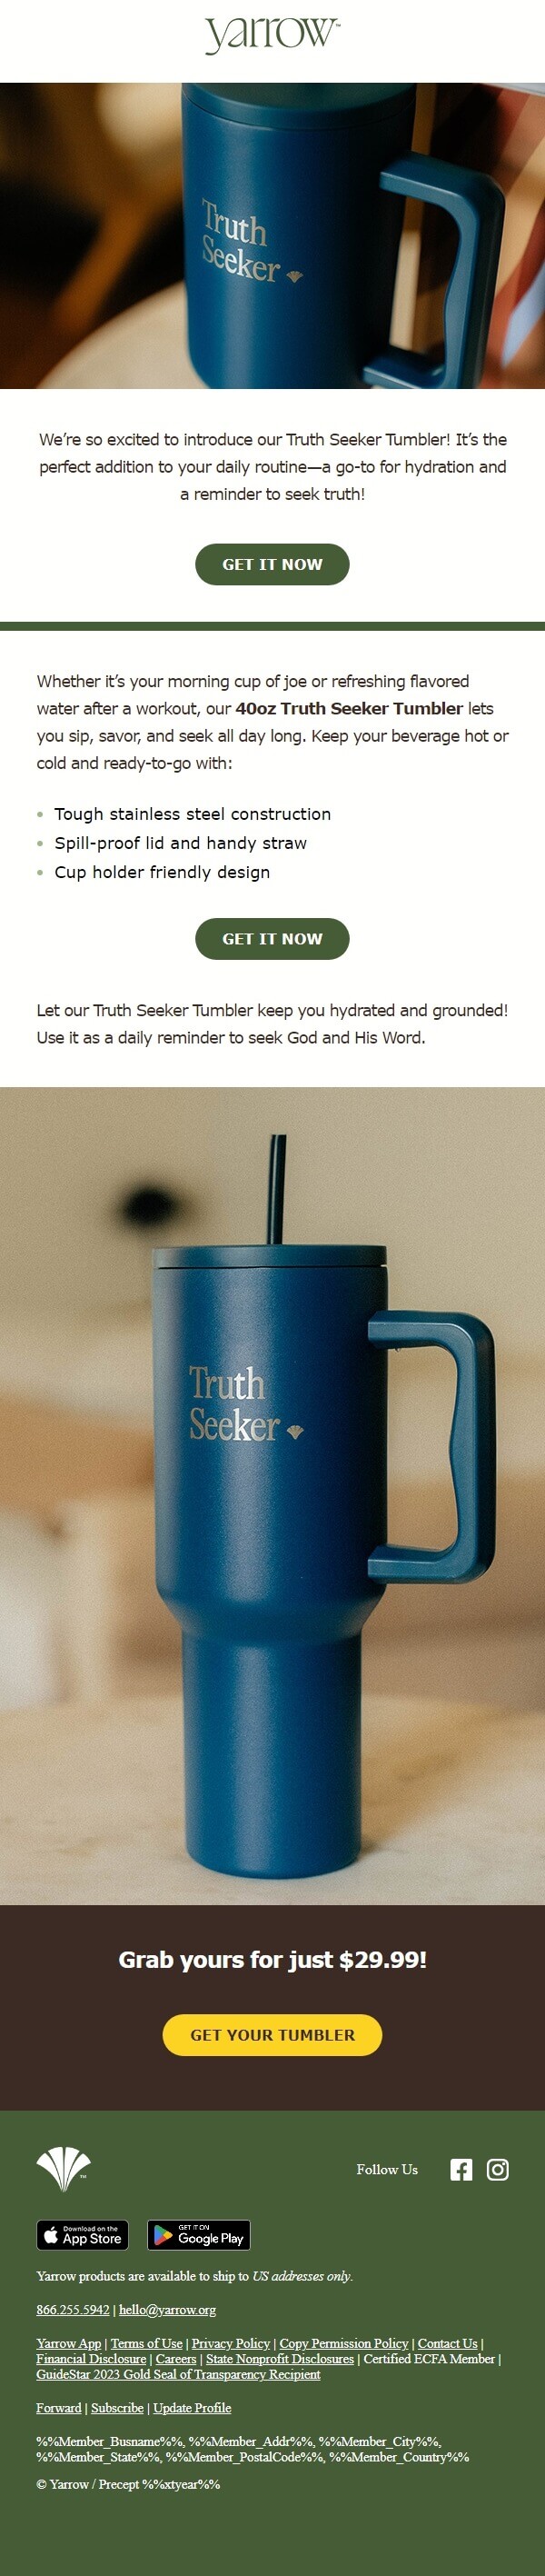 yarrow™
Truth
Seeker
We’re so excited to introduce our Truth Seeker Tumbler! It’s the
perfect addition to your daily routine—a go-to for hydration and
a reminder to seek truth!
GET IT NOW
Whether it’s your morning cup of joe or refreshing flavored
water after a workout, our 40oz Truth Seeker Tumbler lets
you sip, savor, and seek all day long. Keep your beverage hot or
cold and ready-to-go with:
• Tough stainless steel construction
• Spill-proof lid and handy straw
• Cup holder friendly design
GET IT NOW
Let our Truth Seeker Tumbler keep you hydrated and grounded!
Use it as a daily reminder to seek God and His Word.
Truth
Seeker
Grab yours for just $29.99!
GET YOUR TUMBLER
™
Follow Us
Download on the
App Store
GET IT ON
Google Play
Yarrow products are available to ship to US addresses only.
866.255.5942 | hello@yarrow.org
Yarrow App | Terms of Use | Privacy Policy | Copy Permission Policy | Contact Us |
Financial Disclosure | Careers | State Nonprofit Disclosures | Certified ECFA Member |
GuideStar 2023 Gold Seal of Transparency Recipient
Forward | Subscribe | Update Profile
%%Member_Busname%%, %%Member_Addr%%, %%Member_City%%,
%%Member_State%%, %%Member_PostalCode%%, %%Member_Country%%
© Yarrow / Precept %%xtyear%%